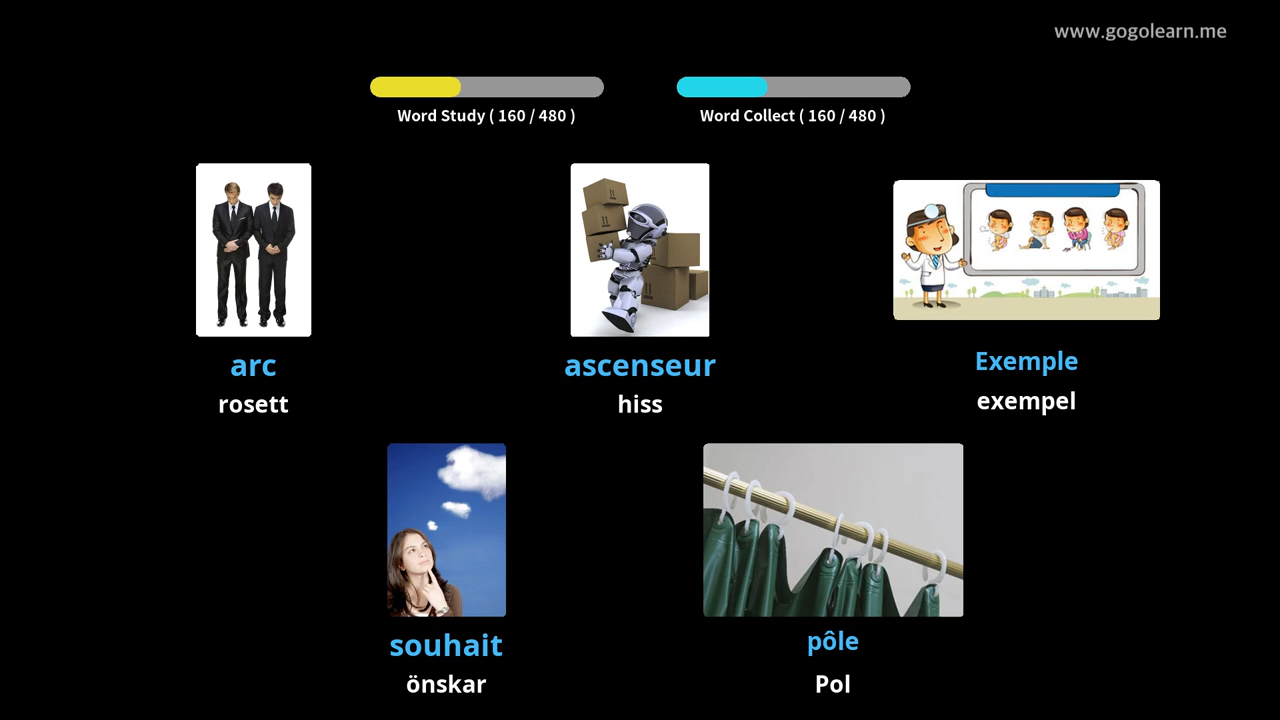 www.gogolearn.me
Word Study ( 160 / 480 )
Word Collect ( 160 / 480 )
arc
rosett
ascenseur
hiss
Exemple
exempel
souhait
önskar
pôle
Pol